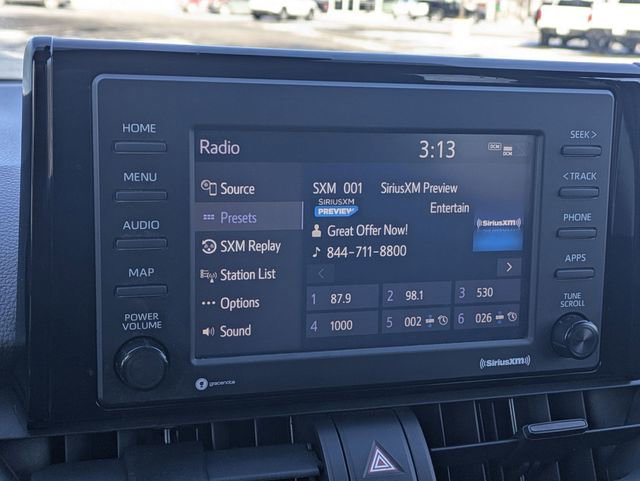 HOME
MENU
AUDIO
MAP
POWER
VOLUME
Radio
3:13
DCM
DCM
Source
Presets
SXM Replay
Station List
Options
Sound
SXM 001 SiriusXM Preview
SIRIUSXM
PREVIEW
Entertain
Great Offer Now!
844-711-8800
(((SiriusXM)))
1 87.9
2 98.1
3 530
4 1000
5 002
6 026
SEEK >
< TRACK
PHONE
APPS
TUNE
SCROLL
gracenote
(((SiriusXM)))